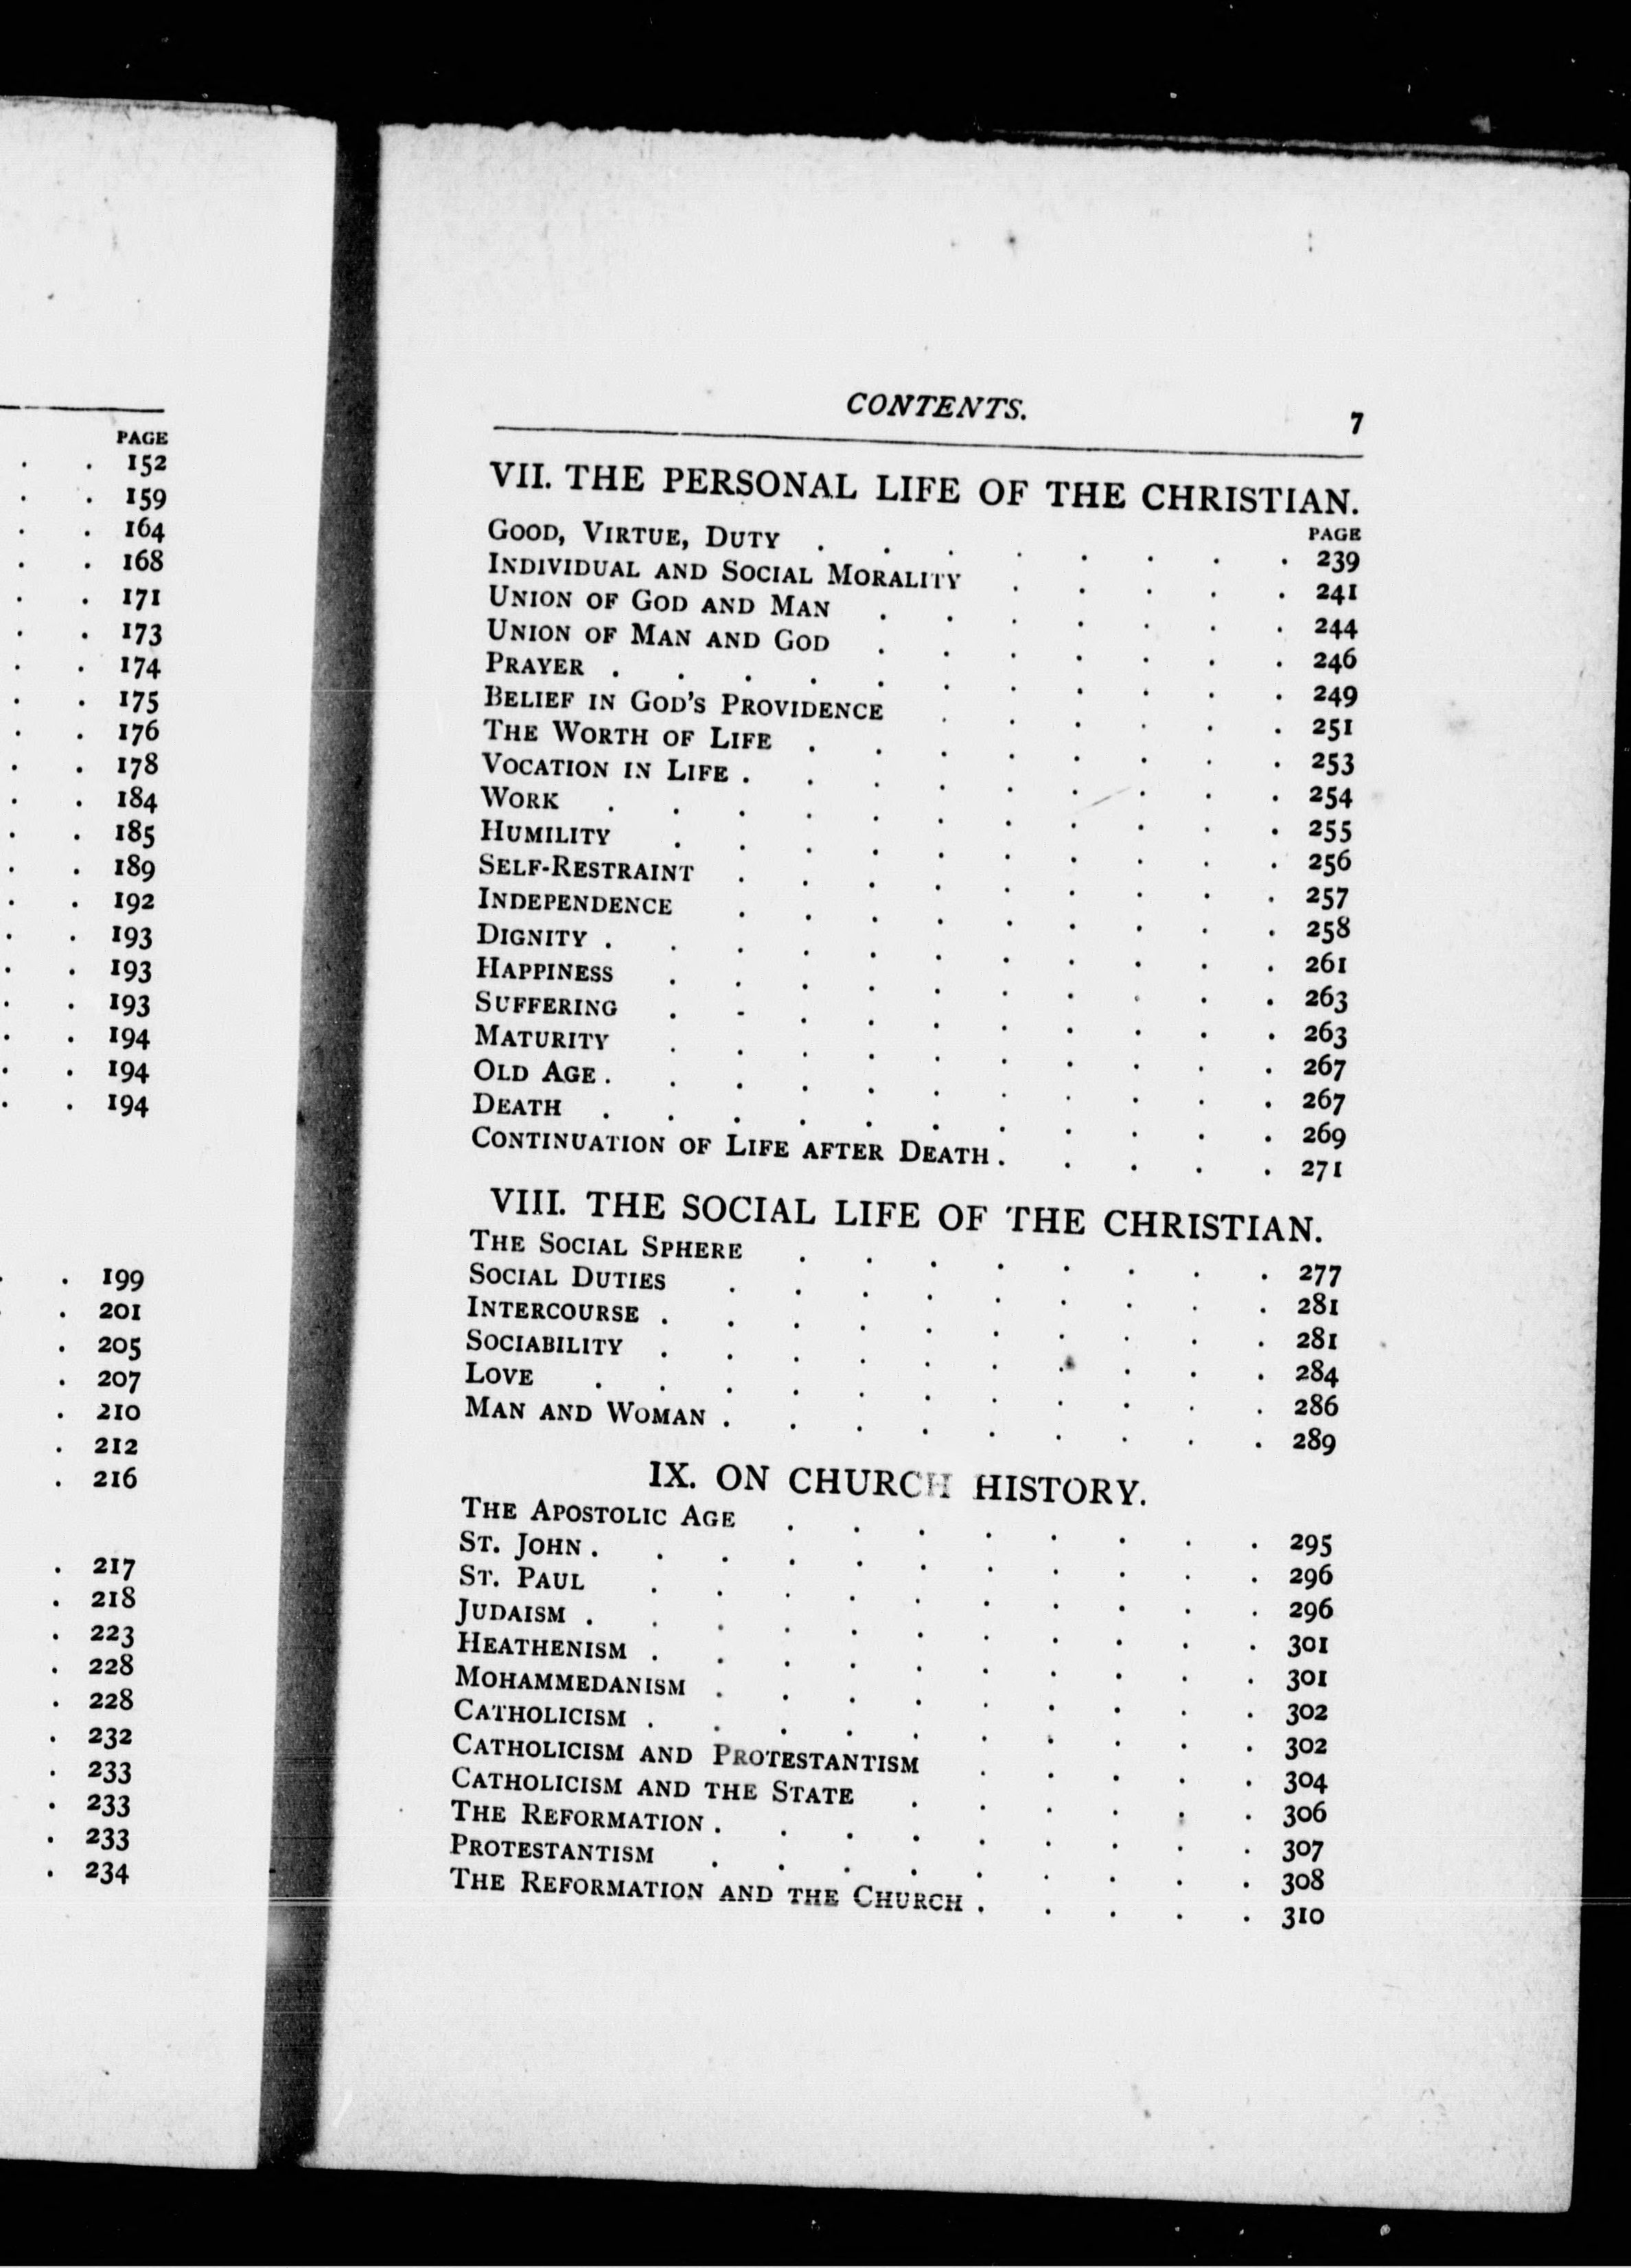 PAGE
. . 152
. . 159
. . 164
. . 168
. . 171
. . 173
. . 174
. . 175
. . 176
. . 178
. . 184
. . 185
. . 189
. . 192
. . 193
. . 193
. . 193
. . 194
. . 194
. . 194
. . 199
. . 201
. 205
. 207
. 210
. 212
. 216
. 217
. 218
. 223
. 228
. 228
. 232
. 233
. 233
. 233
. 234
CONTENTS. 7
VII. THE PERSONAL LIFE OF THE CHRISTIAN.
PAGE
GOOD, VIRTUE, DUTY . . . . . . . . 239
INDIVIDUAL AND SOCIAL MORALITY . . . . . 241
UNION OF GOD AND MAN . . . . . . . 244
UNION OF MAN AND GOD . . . . . . . 246
PRAYER . . . . . . . . . . . 249
BELIEF IN GOD'S PROVIDENCE . . . . . . 251
THE WORTH OF LIFE . . . . . . . . 253
VOCATION IN LIFE . . . . . . . . . 254
WORK . . . . . . . . . . . 255
HUMILITY . . . . . . . . . . 256
SELF-RESTRAINT . . . . . . . . . 257
INDEPENDENCE . . . . . . . . . 258
DIGNITY . . . . . . . . . . . 261
HAPPINESS . . . . . . . . . . 263
SUFFERING . . . . . . . . . . 263
MATURITY . . . . . . . . . . 267
OLD AGE . . . . . . . . . . . 267
DEATH . . . . . . . . . . . 269
CONTINUATION OF LIFE AFTER DEATH . . . . . 271
VIII. THE SOCIAL LIFE OF THE CHRISTIAN.
THE SOCIAL SPHERE . . . . . . . . 277
SOCIAL DUTIES . . . . . . . . . 281
INTERCOURSE . . . . . . . . . . 281
SOCIABILITY . . . . . . . . . . 284
LOVE . . . . . . . . . . . 286
MAN AND WOMAN . . . . . . . . . 289
IX. ON CHURCH HISTORY.
THE APOSTOLIC AGE . . . . . . . . 295
ST. JOHN . . . . . . . . . . . 296
ST. PAUL . . . . . . . . . . 296
JUDAISM . . . . . . . . . . . 301
HEATHENISM . . . . . . . . . . 301
MOHAMMEDANISM . . . . . . . . . 302
CATHOLICISM . . . . . . . . . . 302
CATHOLICISM AND PROTESTANTISM . . . . . 304
CATHOLICISM AND THE STATE . . . . . . 306
THE REFORMATION . . . . . . . . . 307
PROTESTANTISM . . . . . . . . . 308
THE REFORMATION AND THE CHURCH . . . . . 310